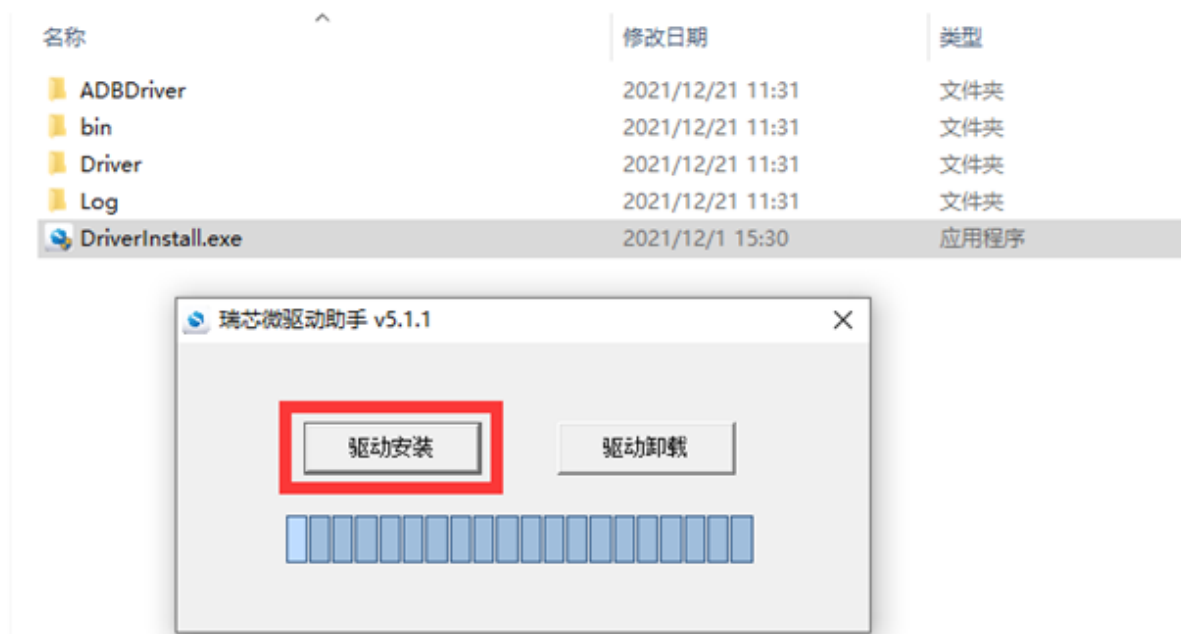 名称 修改日期 类型
ADBDriver 2021/12/21 11:31 文件夹
bin 2021/12/21 11:31 文件夹
Driver 2021/12/21 11:31 文件夹
Log 2021/12/21 11:31 文件夹
DriverInstall.exe 2021/12/1 15:30 应用程序
瑞芯微驱动助手 v5.1.1
驱动安装 驱动卸载